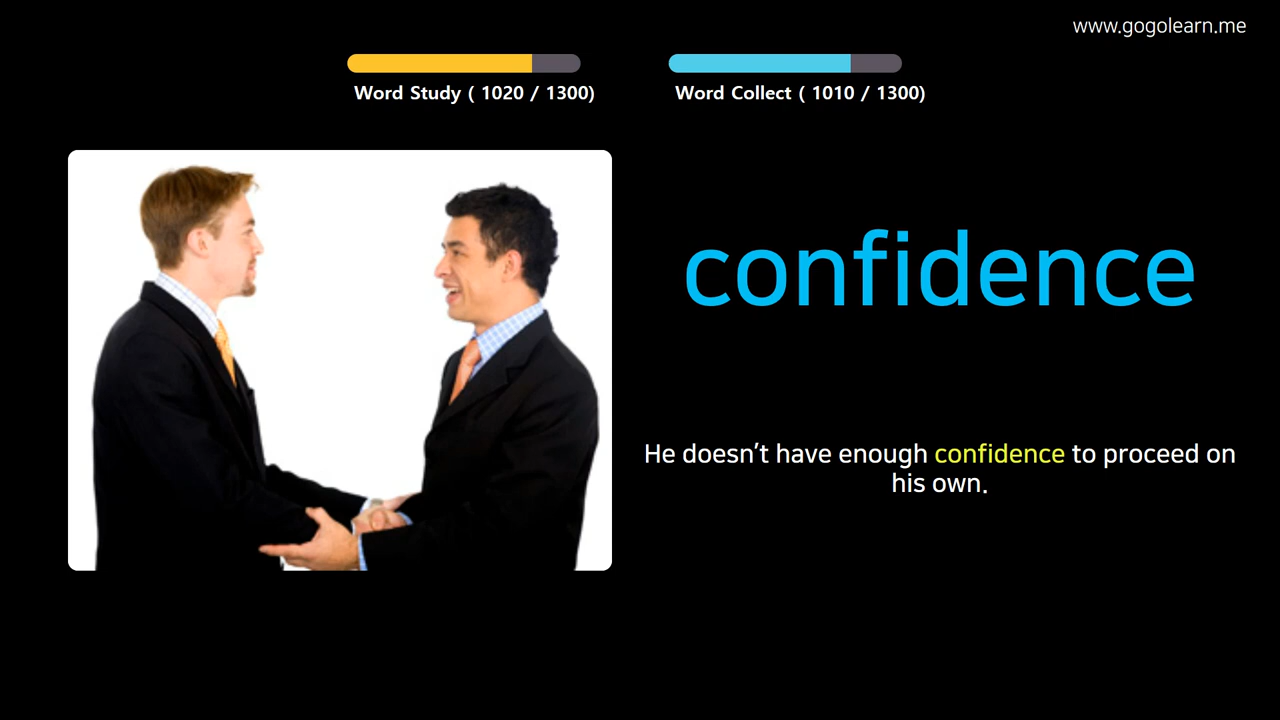 www.gogolearn.me
Word Study ( 1020 / 1300)
Word Collect ( 1010 / 1300)
confidence
He doesn’t have enough confidence to proceed on
his own.